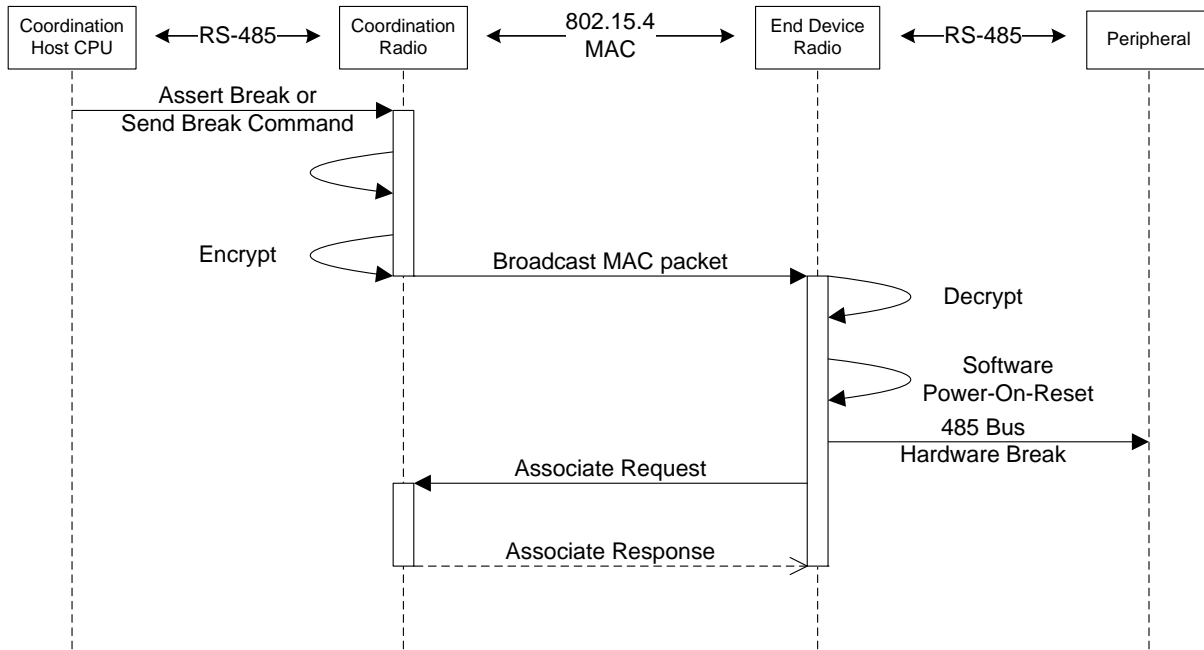 Coordination
Host CPU
RS-485
Coordination
Radio
802.15.4
MAC
End Device
Radio
RS-485
Peripheral
Assert Break or
Send Break Command
Encrypt
Broadcast MAC packet
Decrypt
Software
Power-On-Reset
485 Bus
Hardware Break
Associate Request
Associate Response